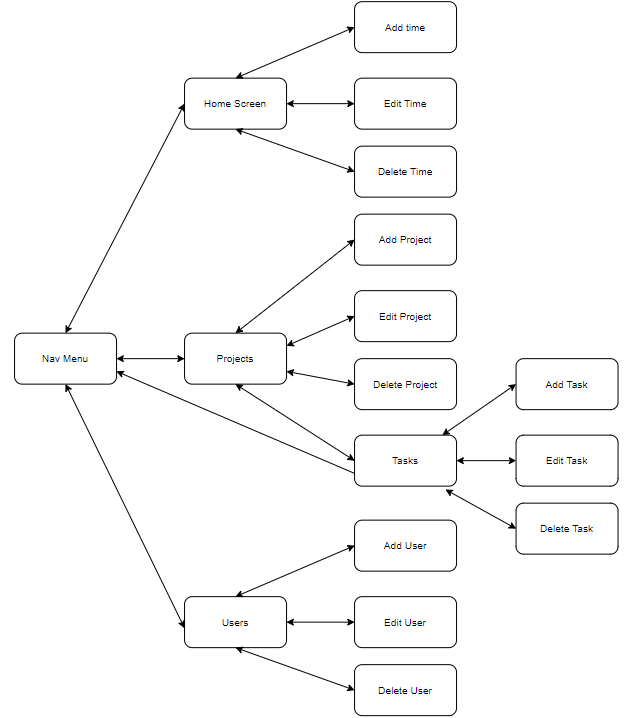 Add time
Home Screen
Edit Time
Delete Time
Add Project
Edit Project
Nav Menu
Projects
Delete Project
Add Task
Tasks
Edit Task
Delete Task
Add User
Users
Edit User
Delete User